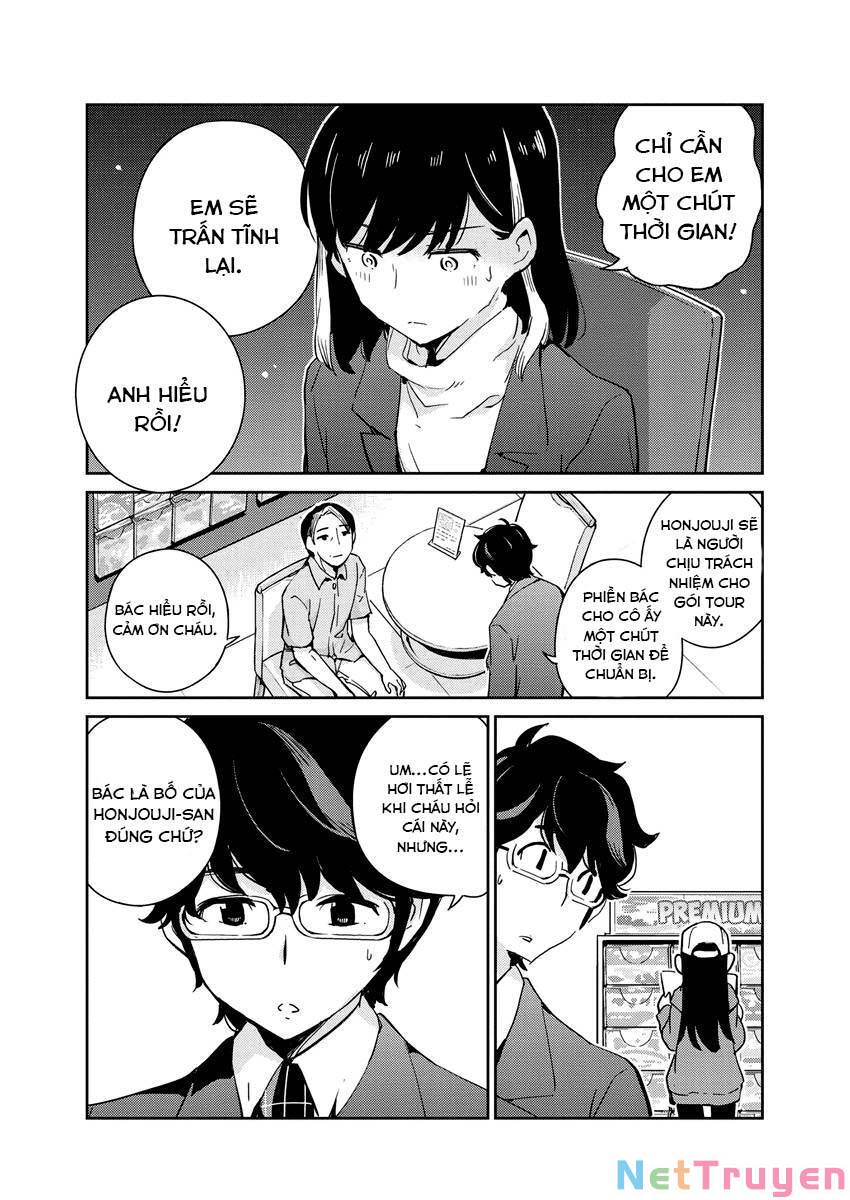 CHỈ CẦN
CHO EM
MỘT CHÚT
THỜI GIAN!
EM SẼ
TRẤN TĨNH
LẠI.
ANH HIỂU
RỒI!
HONJOUJI SẼ
LÀ NGƯỜI
CHỊU TRÁCH
NHIỆM CHO
GÓI TOUR
NÀY.
PHIỀN BÁC
CHO CÔ ẤY
MỘT CHÚT
THỜI GIAN ĐỂ
CHUẨN BỊ.
BÁC HIỂU RỒI,
CẢM ƠN CHÁU.
PREMIUM
UM...CÓ LẼ
HƠI THẤT LỄ
KHI CHÁU HỎI
CÁI NÀY,
NHƯNG...
BÁC LÀ BỐ CỦA
HONJOUJI-SAN
ĐÚNG CHỨ?
NetTruyen